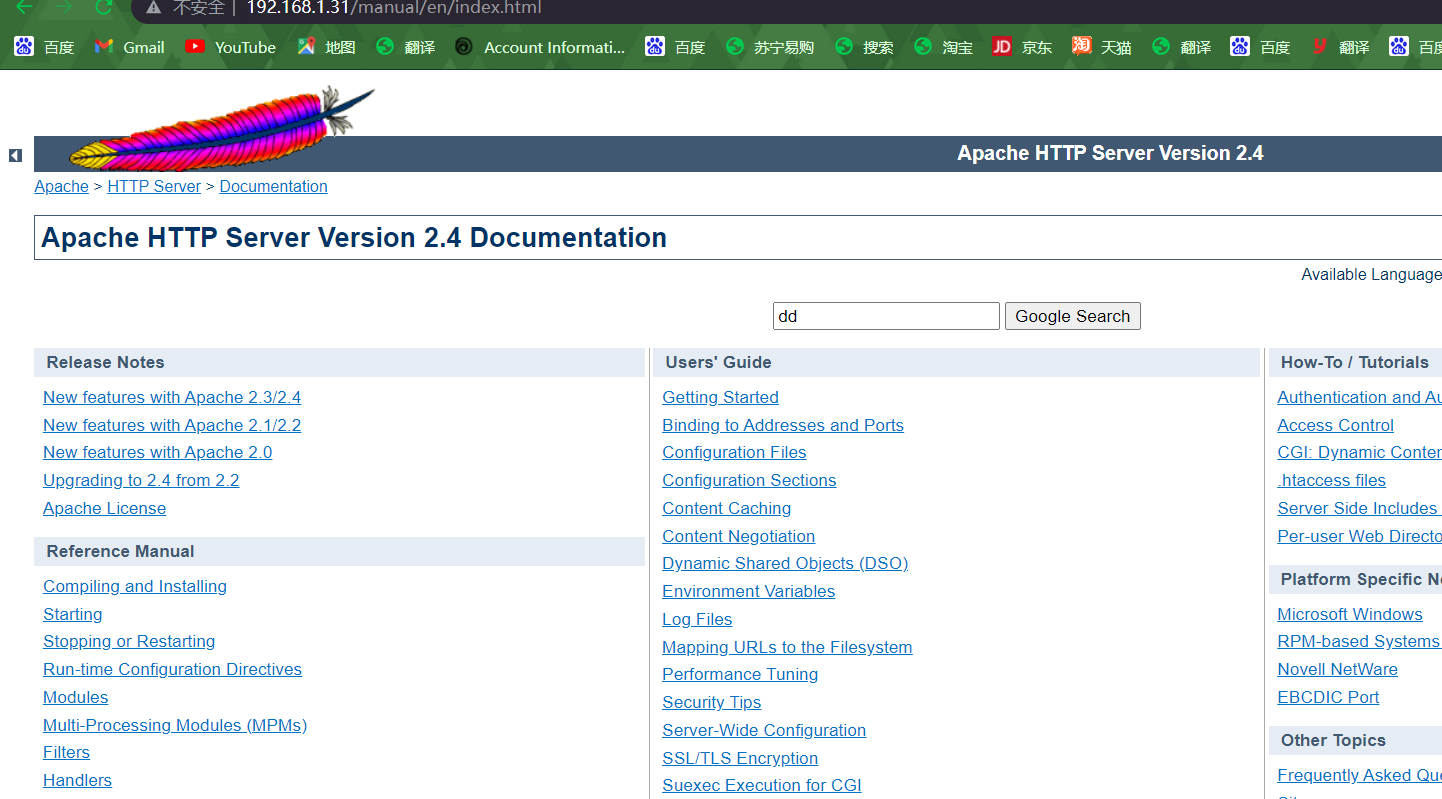 不安全 | 192.168.1.31/manual/en/index.html
百度 Gmail YouTube 地图 翻译 Account Informati... 百度 苏宁易购 搜索 淘宝 JD 京东 淘 天猫 翻译 百度 翻译 百度
Apache HTTP Server Version 2.4
Apache > HTTP Server > Documentation
Apache HTTP Server Version 2.4 Documentation
Available Language
dd Google Search
Release Notes
New features with Apache 2.3/2.4
New features with Apache 2.1/2.2
New features with Apache 2.0
Upgrading to 2.4 from 2.2
Apache License
Reference Manual
Compiling and Installing
Starting
Stopping or Restarting
Run-time Configuration Directives
Modules
Multi-Processing Modules (MPMs)
Filters
Handlers
Users' Guide
Getting Started
Binding to Addresses and Ports
Configuration Files
Configuration Sections
Content Caching
Content Negotiation
Dynamic Shared Objects (DSO)
Environment Variables
Log Files
Mapping URLs to the Filesystem
Performance Tuning
Security Tips
Server-Wide Configuration
SSL/TLS Encryption
Suexec Execution for CGI
How-To / Tutorials
Authentication and Au
Access Control
CGI: Dynamic Conten
.htaccess files
Server Side Includes
Per-user Web Directo
Platform Specific No
Microsoft Windows
RPM-based Systems
Novell NetWare
EBCDIC Port
Other Topics
Frequently Asked Que